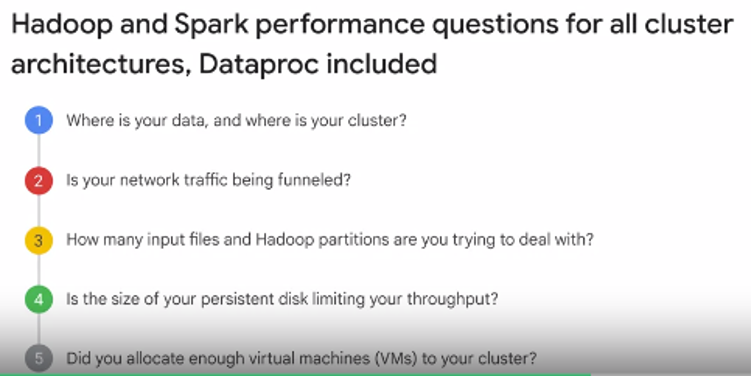 Hadoop and Spark performance questions for all cluster
architectures, Dataproc included
1 Where is your data, and where is your cluster?
2 Is your network traffic being funneled?
3 How many input files and Hadoop partitions are you trying to deal with?
4 Is the size of your persistent disk limiting your throughput?
5 Did you allocate enough virtual machines (VMs) to your cluster?